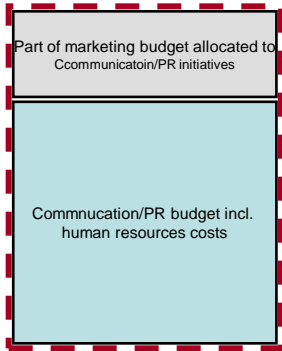 Part of marketing budget allocated to
Ccommunicatoin/PR initiatives
Commnucation/PR budget incl.
human resources costs